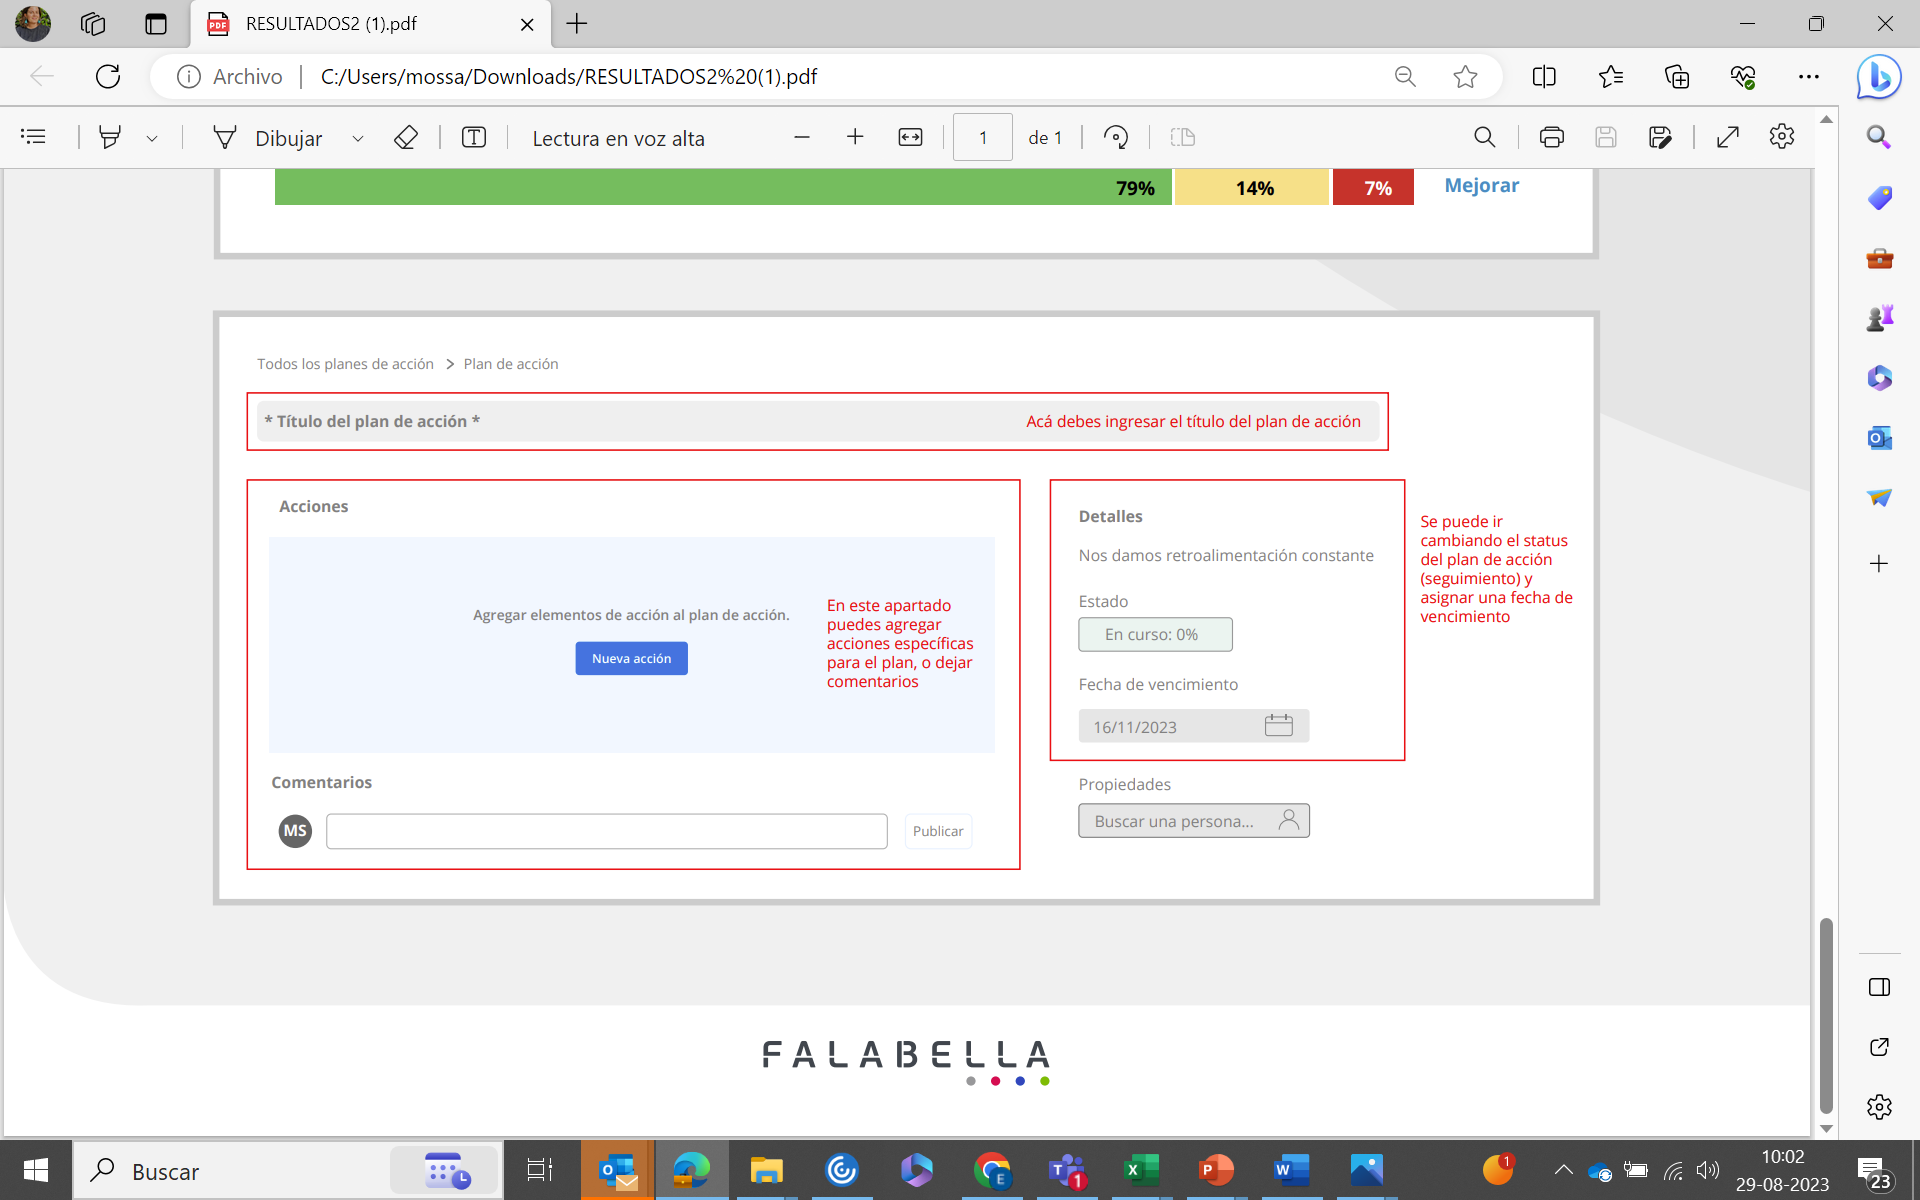 RESULTADOS2 (1).pdf
Archivo
C:/Users/mossa/Downloads/RESULTADOS2%20(1).pdf
Dibujar
Lectura en voz alta
1
de 1
79%
14%
7%
Mejorar
Todos los planes de acción > Plan de acción
* Título del plan de acción *
Acá debes ingresar el título del plan de acción
Acciones
Agregar elementos de acción al plan de acción.
Nueva acción
En este apartado
puedes agregar
acciones específicas
para el plan, o dejar
comentarios
Comentarios
MS
Publicar
Detalles
Nos damos retroalimentación constante
Estado
En curso: 0%
Fecha de vencimiento
16/11/2023
Propiedades
Buscar una persona...
Se puede ir
cambiando el status
del plan de acción
(seguimiento) y
asignar una fecha de
vencimiento
FALABELLA
Buscar
10:02
29-08-2023
23